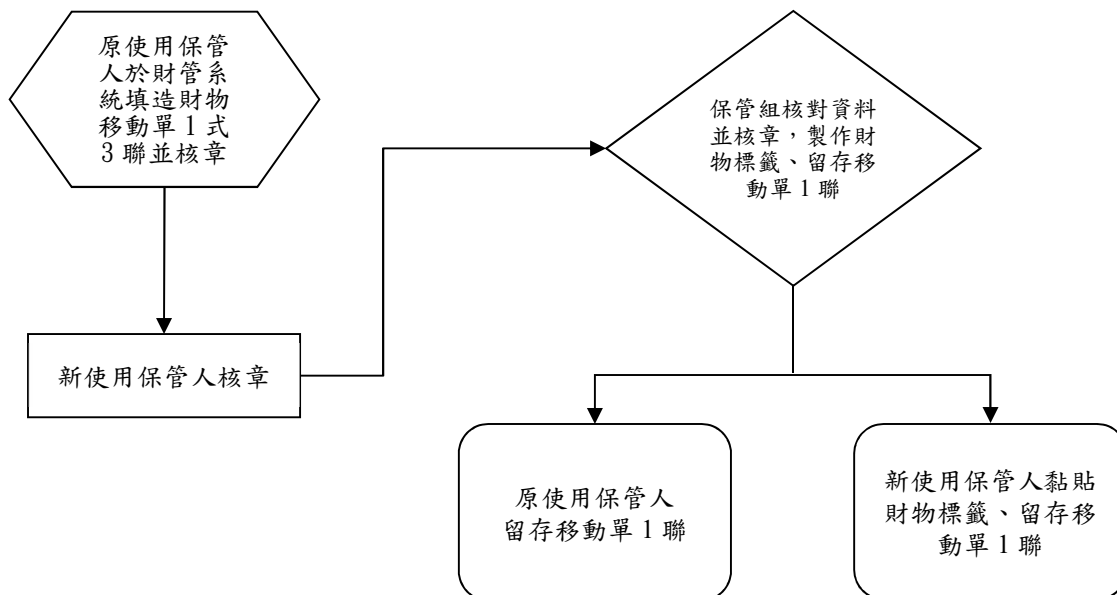 原使用保管
人於財管系
統填造財物
移動單 1 式
3 聯並核章
新使用保管人核章
保管組核對資料
並核章，製作財
物標籤、留存移
動單 1 聯
原使用保管人
留存移動單 1 聯
新使用保管人黏貼
財物標籤、留存移
動單 1 聯